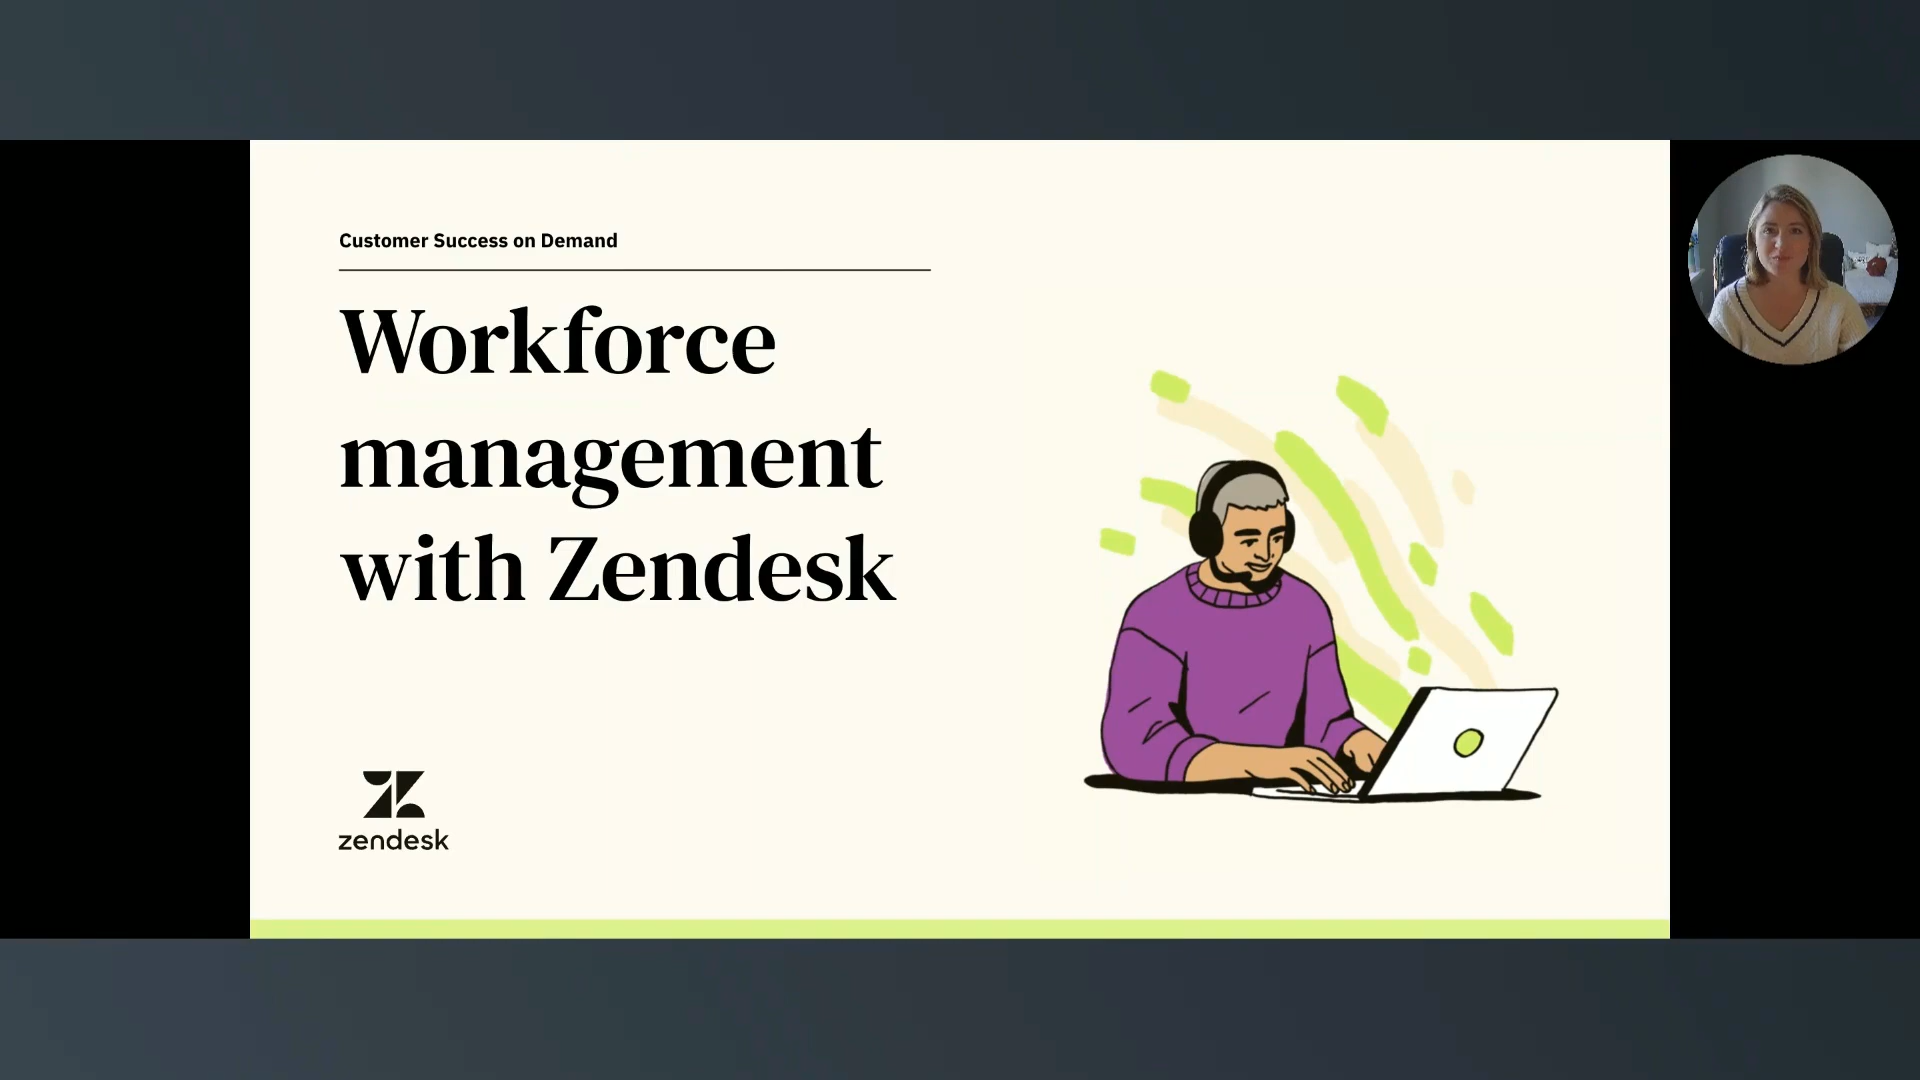 Customer Success on Demand
Workforce
management
with Zendesk
zendesk